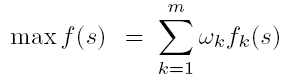 max f(s) = ∑_{k=1}^{m} ω_k f_k(s)